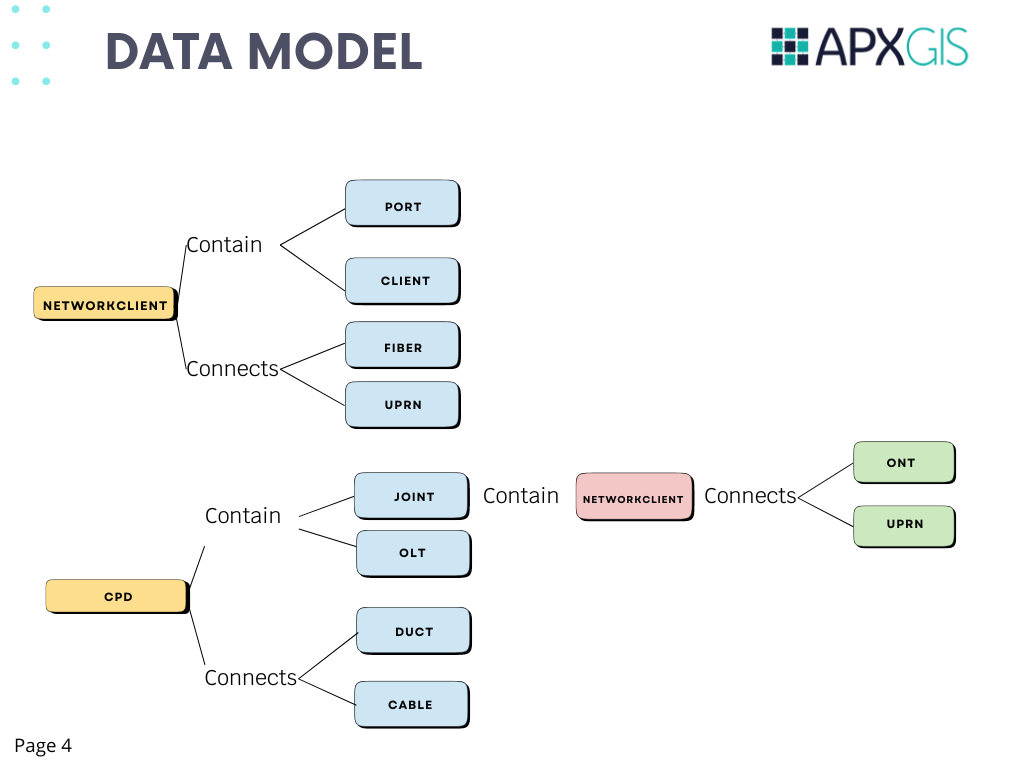 DATA MODEL
APXGIS
PORT
Contain
CLIENT
NETWORKCLIENT
FIBER
Connects
UPRN
ONT
JOINT
Contain
NETWORKCLIENT
Connects
Contain
UPRN
OLT
CPD
DUCT
Connects
CABLE
Page 4